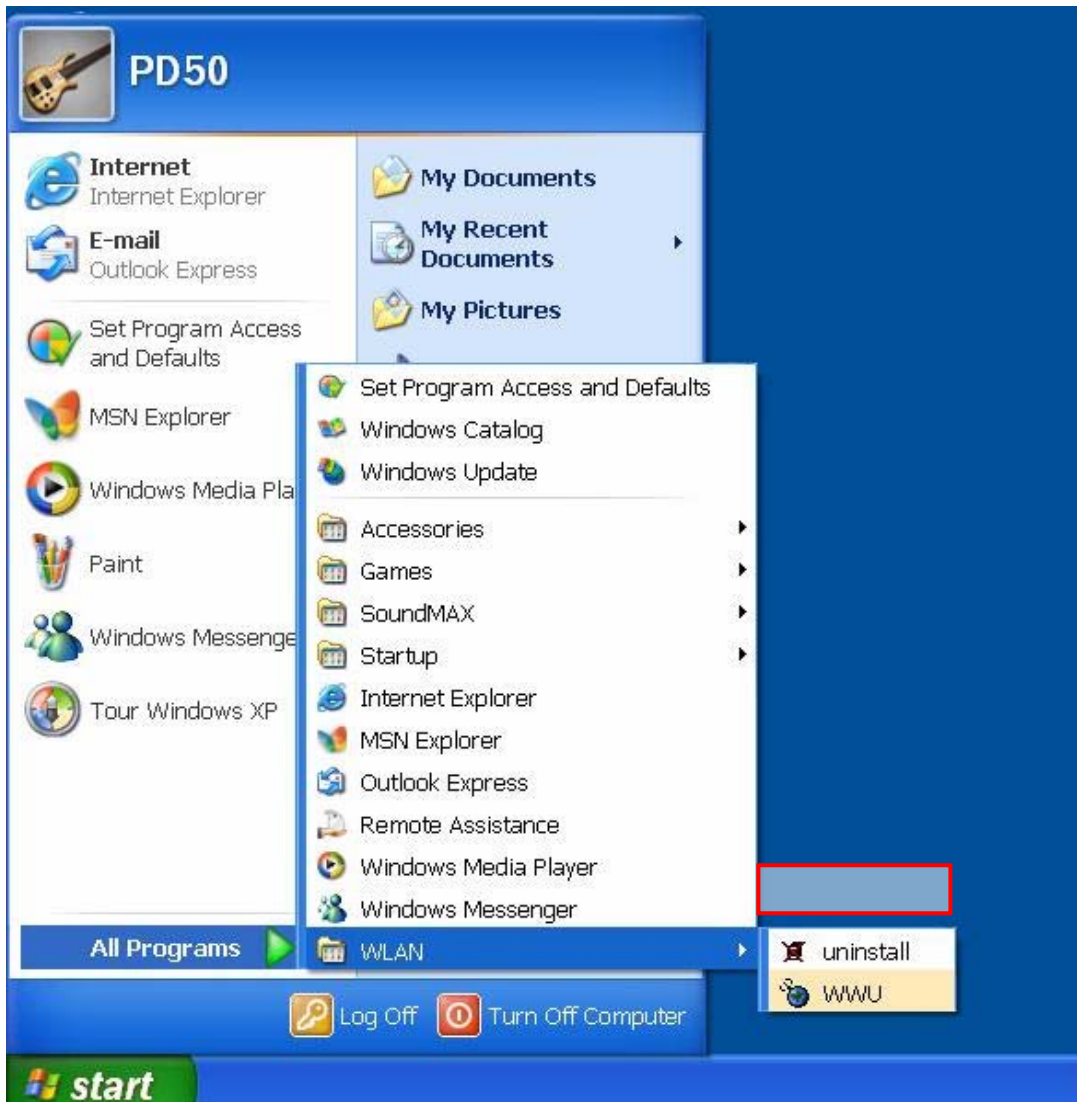 PD50
Internet
Internet Explorer
E-mail
Outlook Express
Set Program Access
and Defaults
MSN Explorer
Windows Media Pla
Paint
Windows Messenge
Tour Windows XP
All Programs
My Documents
My Recent
Documents
My Pictures
Set Program Access and Defaults
Windows Catalog
Windows Update
Accessories
Games
SoundMAX
Startup
Internet Explorer
MSN Explorer
Outlook Express
Remote Assistance
Windows Media Player
Windows Messenger
WLAN
uninstall
WWU
Log Off
Turn Off Computer
start